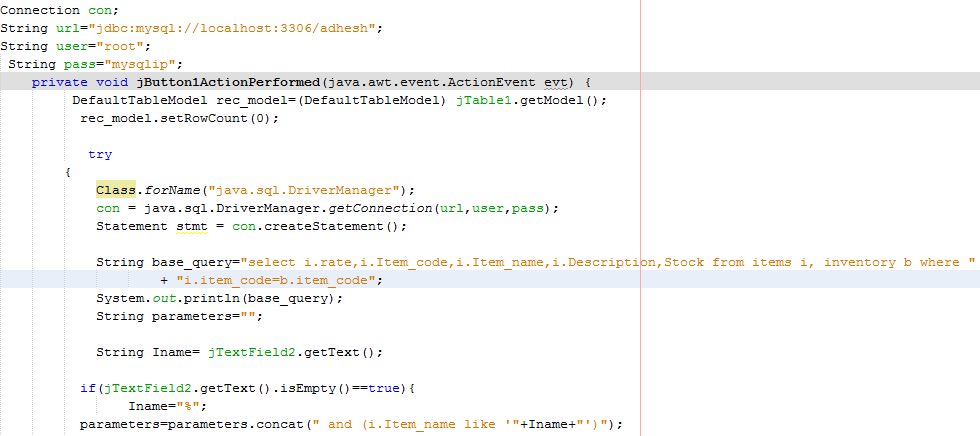 Connection con;
String url="jdbc:mysql://localhost:3306/adhesh";
String user="root";
String pass="mysqlip";
private void jButton1ActionPerformed(java.awt.event.ActionEvent evt) {
DefaultTableModel rec_model=(DefaultTableModel) jTable1.getModel();
rec_model.setRowCount(0);
try
{
Class.forName("java.sql.DriverManager");
con = java.sql.DriverManager.getConnection(url,user,pass);
Statement stmt = con.createStatement();
String base_query="select i.rate,i.Item_code,i.Item_name,i.Description,Stock from items i, inventory b where "
+ "i.item_code=b.item_code";
System.out.println(base_query);
String parameters="";
String Iname= jTextField2.getText();
if(jTextField2.getText().isEmpty()==true){
Iname="%";
parameters=parameters.concat(" and (i.Item_name like '"+Iname+"')");